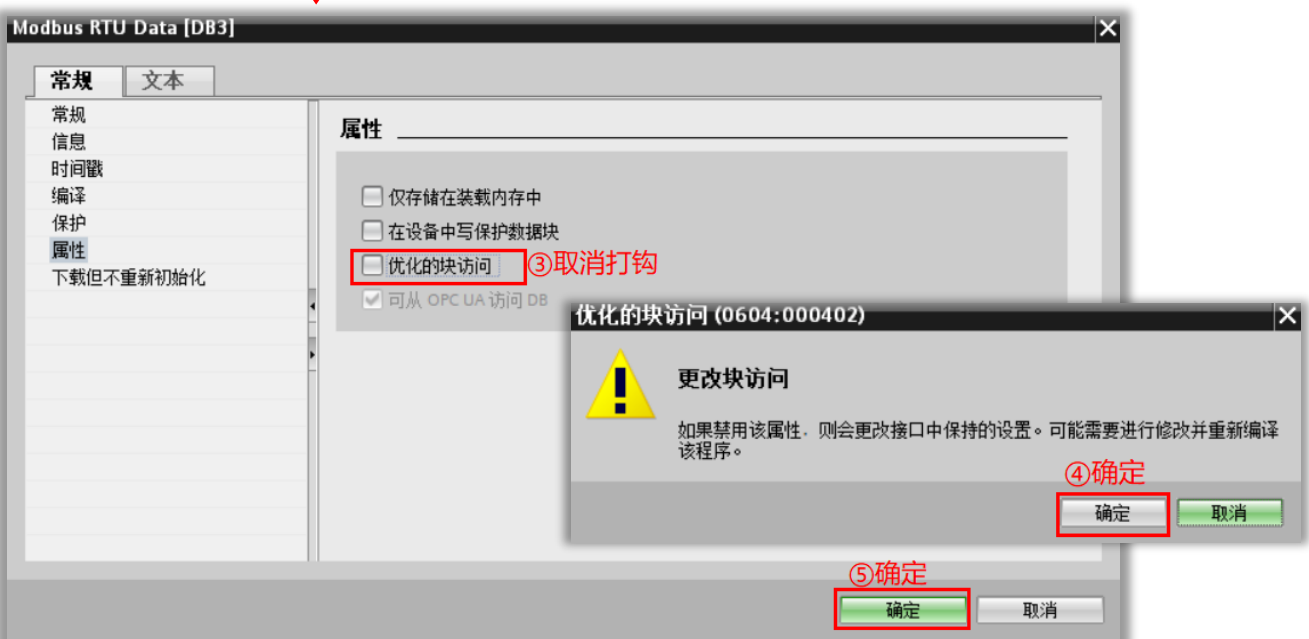 Modbus RTU Data [DB3]
常规
文本
常规
信息
时间戳
编译
保护
属性
下载但不重新初始化
属性
仅存储在装载内存中
在设备中写保护数据块
优化的块访问
③取消打钩
可从 OPC UA 访问 DB
优化的块访问 (0604:000402)
更改块访问
如果禁用该属性，则会更改接口中保持的设置。可能需要进行修改并重新编译
该程序。
④确定
确定
取消
⑤确定
确定
取消